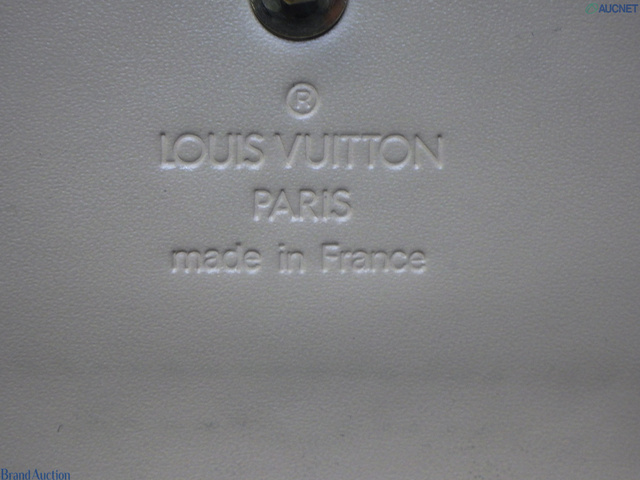 AUCNET
®
LOUIS VUITTON
PARIS
made in France
Brand Auction